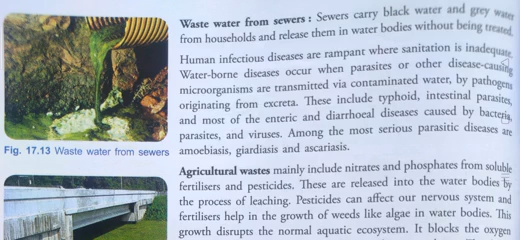 Waste water from sewers : Sewers carry black water and grey water
from households and release them in water bodies without being treated.
Human infectious diseases are rampant where sanitation is inadequate.
Water-borne diseases occur when parasites or other disease-causing
microorganisms are transmitted via contaminated water, by pathogens
originating from excreta. These include typhoid, intestinal parasites,
and most of the enteric and diarrhoeal diseases caused by bacteria,
parasites, and viruses. Among the most serious parasitic diseases are
amoebiasis, giardiasis and ascariasis.
Fig. 17.13 Waste water from sewers
Agricultural wastes mainly include nitrates and phosphates from soluble
fertilisers and pesticides. These are released into the water bodies by
the process of leaching. Pesticides can affect our nervous system and
fertilisers help in the growth of weeds like algae in water bodies. This
growth disrupts the normal aquatic ecosystem. It blocks the oxygen